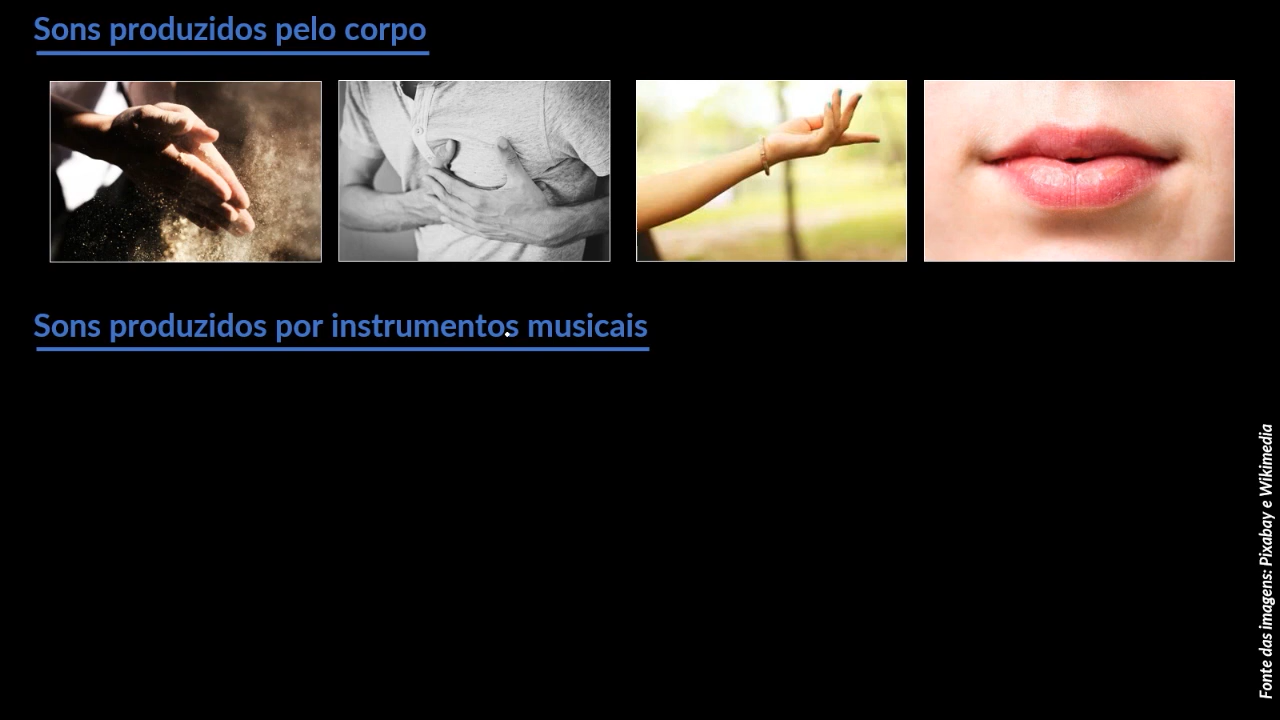 Sons produzidos pelo corpo
Sons produzidos por instrumentos musicais
Fonte das imagens: Pixabay e Wikimedia